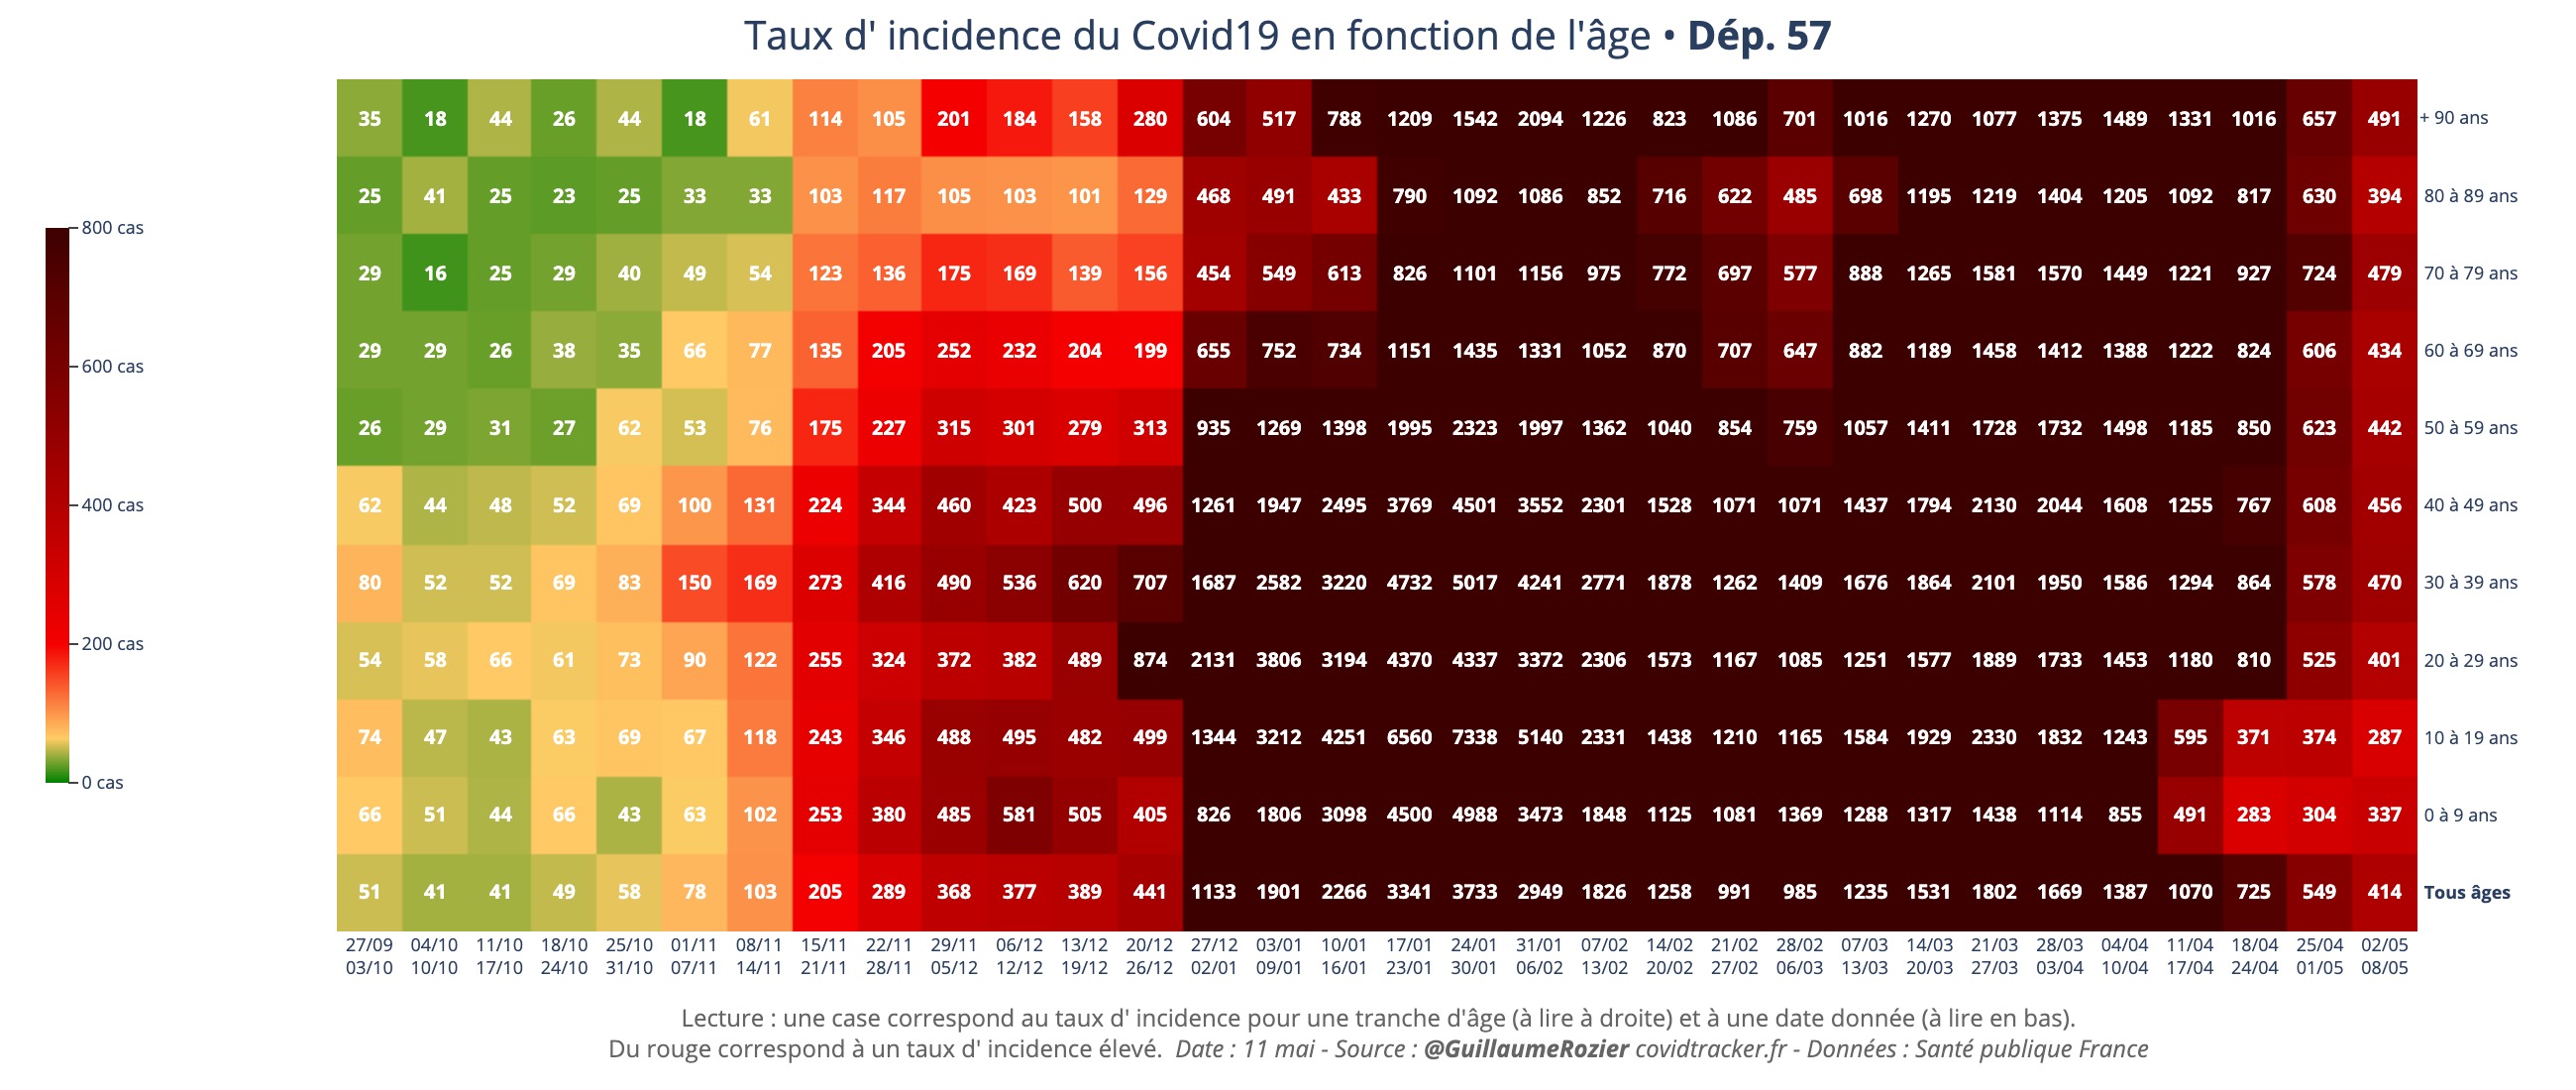 Taux d' incidence du Covid19 en fonction de l'âge • Dép. 57
800 cas
600 cas
400 cas
200 cas
0 cas
35 18 44 26 44 18 61 114 105 201 184 158 280 604 517 788 1209 1542 2094 1226 823 1086 701 1016 1270 1077 1375 1489 1331 1016 657 491 + 90 ans
25 41 25 23 25 33 33 103 117 105 103 101 129 468 491 433 790 1092 1086 852 716 622 485 698 1195 1219 1404 1205 1092 817 630 394 80 à 89 ans
29 16 25 29 40 49 54 123 136 175 169 139 156 454 549 613 826 1101 1156 975 772 697 577 888 1265 1581 1570 1449 1221 927 724 479 70 à 79 ans
29 29 26 38 35 66 77 135 205 252 232 204 199 655 752 734 1151 1435 1331 1052 870 707 647 882 1189 1458 1412 1388 1222 824 606 434 60 à 69 ans
26 29 31 27 62 53 76 175 227 315 301 279 313 935 1269 1398 1995 2323 1997 1362 1040 854 759 1057 1411 1728 1732 1498 1185 850 623 442 50 à 59 ans
62 44 48 52 69 100 131 224 344 460 423 500 496 1261 1947 2495 3769 4501 3552 2301 1528 1071 1071 1437 1794 2130 2044 1608 1255 767 608 456 40 à 49 ans
80 52 52 69 83 150 169 273 416 490 536 620 707 1687 2582 3220 4732 5017 4241 2771 1878 1262 1409 1676 1864 2101 1950 1586 1294 864 578 470 30 à 39 ans
54 58 66 61 73 90 122 255 324 372 382 489 874 2131 3806 3194 4370 4337 3372 2306 1573 1167 1085 1251 1577 1889 1733 1453 1180 810 525 401 20 à 29 ans
74 47 43 63 69 67 118 243 346 488 495 482 499 1344 3212 4251 6560 7338 5140 2331 1438 1210 1165 1584 1929 2330 1832 1243 595 371 374 287 10 à 19 ans
66 51 44 66 43 63 102 253 380 485 581 505 405 826 1806 3098 4500 4988 3473 1848 1125 1081 1369 1288 1317 1438 1114 855 491 283 304 337 0 à 9 ans
51 41 41 49 58 78 103 205 289 368 377 389 441 1133 1901 2266 3341 3733 2949 1826 1258 991 985 1235 1531 1802 1669 1387 1070 725 549 414 Tous âges
27/09 04/10 11/10 18/10 25/10 01/11 08/11 15/11 22/11 29/11 06/12 13/12 20/12 27/12 03/01 10/01 17/01 24/01 31/01 07/02 14/02 21/02 28/02 07/03 14/03 21/03 28/03 04/04 11/04 18/04 25/04 02/05
03/10 10/10 17/10 24/10 31/10 07/11 14/11 21/11 28/11 05/12 12/12 19/12 26/12 02/01 09/01 16/01 23/01 30/01 06/02 13/02 20/02 27/02 06/03 13/03 20/03 27/03 03/04 10/04 17/04 24/04 01/05 08/05
Lecture : une case correspond au taux d' incidence pour une tranche d'âge (à lire à droite) et à une date donnée (à lire en bas).
Du rouge correspond à un taux d' incidence élevé. Date : 11 mai - Source : @GuillaumeRozier covidtracker.fr - Données : Santé publique France